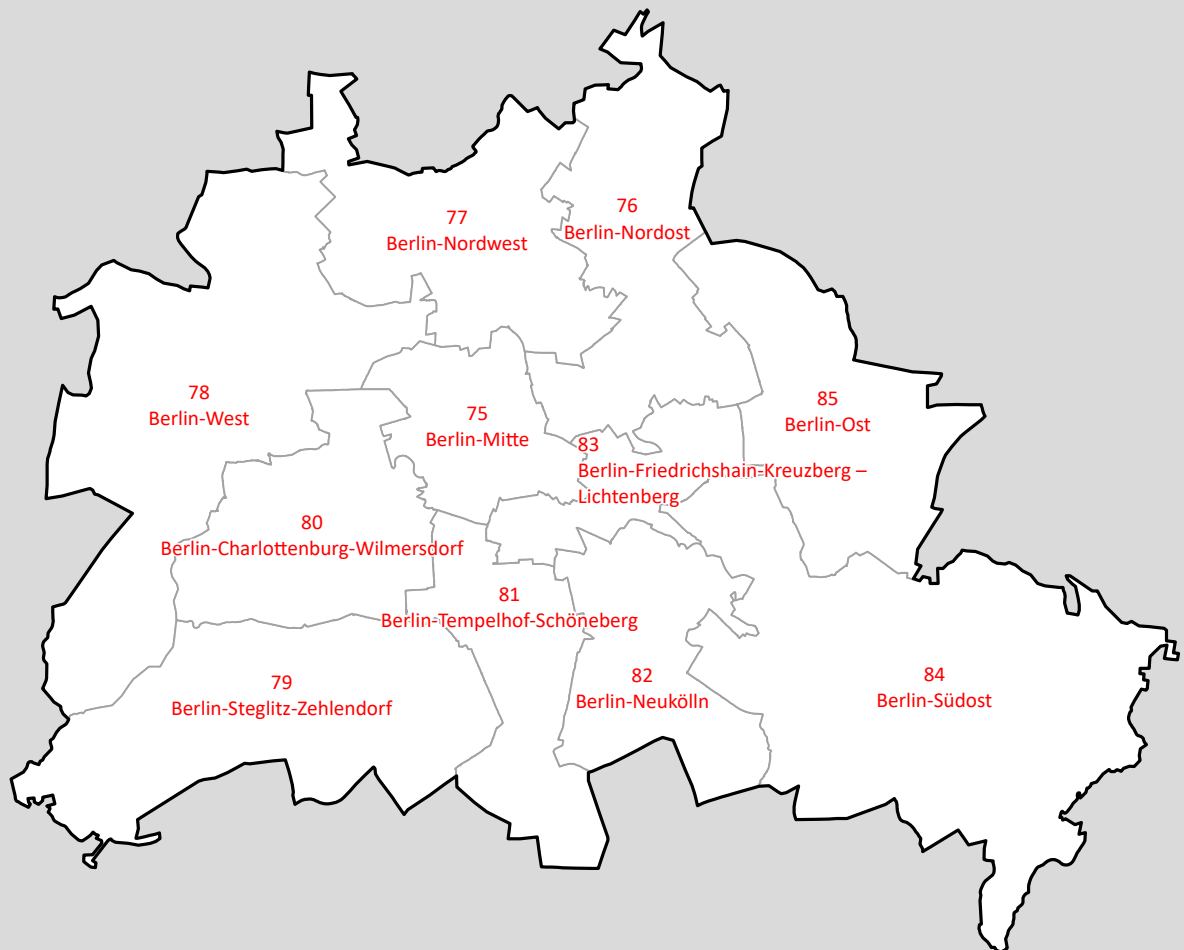 76
Berlin-Nordost
77
Berlin-Nordwest
78
Berlin-West
75
Berlin-Mitte
85
Berlin-Ost
83
Berlin-Friedrichshain-Kreuzberg –
Lichtenberg
80
Berlin-Charlottenburg-Wilmersdorf
81
Berlin-Tempelhof-Schöneberg
79
Berlin-Steglitz-Zehlendorf
82
Berlin-Neukölln
84
Berlin-Südost